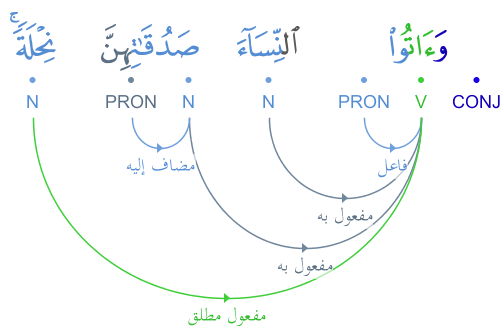 وَءَاتُوا۟ ٱلنِّسَآءَ صَدُقَـٰتِهِنَّ نِحْلَةً ۚ
CONJ V PRON N N PRON N
فاعل
مضاف إليه
مفعول به
مفعول به
مفعول مطلق